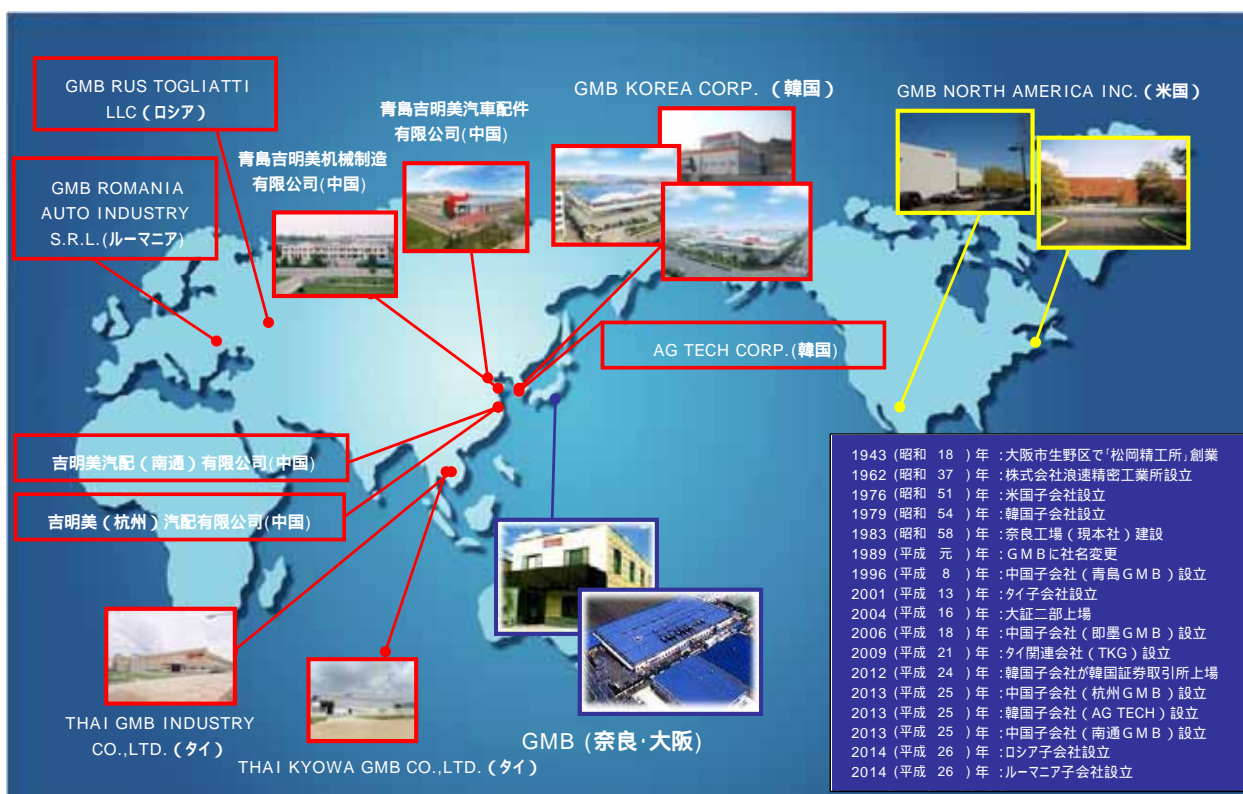 GMB RUS TOGLIATTI
LLC（ロシア）
GMB ROMANIA
AUTO INDUSTRY
S.R.L.(ルーマニア)
青島吉明美机械制造
有限公司(中国)
青島吉明美汽車配件
有限公司(中国)
GMB KOREA CORP.（韓国）
GMB NORTH AMERICA INC.（米国）
AG TECH CORP.(韓国)
吉明美汽配（南通）有限公司(中国)
吉明美（杭州）汽配有限公司(中国)
THAI GMB INDUSTRY
CO.,LTD.（タイ）
THAI KYOWA GMB CO.,LTD.（タイ）
GMB (奈良・大阪)
1943 (昭和 18 ) 年 :大阪市生野区で「松岡精工所」創業
1962 (昭和 37 ) 年 :株式会社浪速精密工業所設立
1976 (昭和 51 ) 年 :米国子会社設立
1979 (昭和 54 ) 年 :韓国子会社設立
1983 (昭和 58 ) 年 :奈良工場（現本社）建設
1989 (平成 元 ) 年 :ＧＭＢに社名変更
1996 (平成 8 ) 年 :中国子会社（青島ＧＭＢ）設立
2001 (平成 13 ) 年 :タイ子会社設立
2004 (平成 16 ) 年 :大証二部上場
2006 (平成 18 ) 年 :中国子会社（即墨ＧＭＢ）設立
2009 (平成 21 ) 年 :タイ関連会社（TKG）設立
2012 (平成 24 ) 年 :韓国子会社が韓国証券取引所上場
2013 (平成 25 ) 年 :中国子会社（杭州ＧＭＢ）設立
2013 (平成 25 ) 年 :韓国子会社（AG TECH）設立
2013 (平成 25 ) 年 :中国子会社（南通ＧＭＢ）設立
2014 (平成 26 ) 年 :ロシア子会社設立
2014 (平成 26 ) 年 :ルーマニア子会社設立